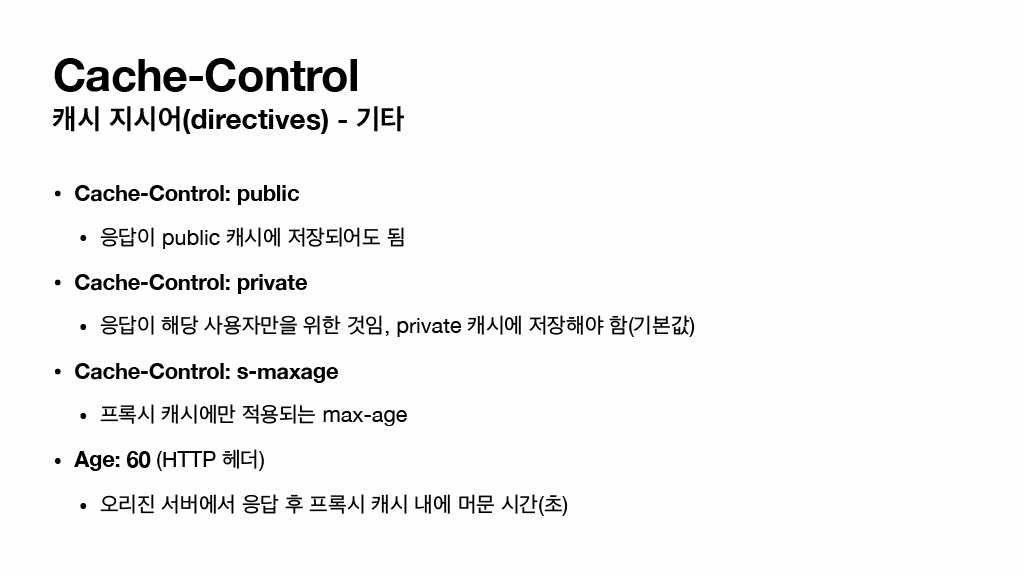 Cache-Control
캐시 지시어(directives) - 기타
• Cache-Control: public
• 응답이 public 캐시에 저장되어도 됨
• Cache-Control: private
• 응답이 해당 사용자만을 위한 것임, private 캐시에 저장해야 함(기본값)
• Cache-Control: s-maxage
• 프록시 캐시에만 적용되는 max-age
• Age: 60 (HTTP 헤더)
• 오리진 서버에서 응답 후 프록시 캐시 내에 머문 시간(초)